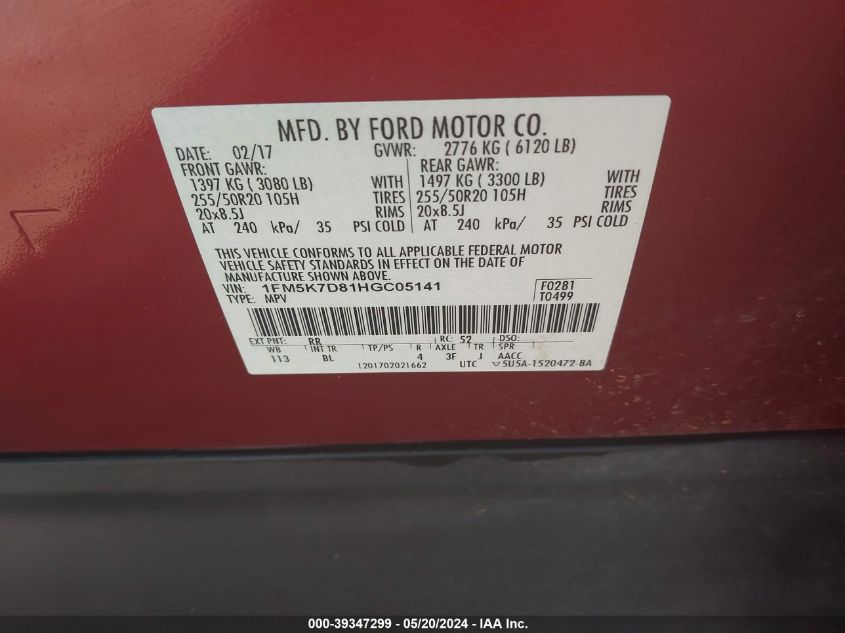 MFD. BY FORD MOTOR CO.
DATE: 02/17 GVWR: 2776 KG ( 6120 LB)
FRONT GAWR: REAR GAWR:
1397 KG ( 3080 LB) WITH 1497 KG ( 3300 LB) WITH
255/50R20 105H TIRES 255/50R20 105H TIRES
20x8.5J RIMS 20x8.5J RIMS
AT 240 kPa/ 35 PSI COLD AT 240 kPa/ 35 PSI COLD
THIS VEHICLE CONFORMS TO ALL APPLICABLE FEDERAL MOTOR
VEHICLE SAFETY STANDARDS IN EFFECT ON THE DATE OF
MANUFACTURE SHOWN ABOVE.
VIN: 1FM5K7D81HGC05141 F0281
TYPE: MPV T0499
EXT PNT: RR RC: 52 DSO:
WB INT TR TP/PS R AXLE TR SPR
113 BL 4 3F J AACC
1201702021662 UTC 5U5A-1520472-BA
000-39347299 — 05/20/2024 — IAA Inc.